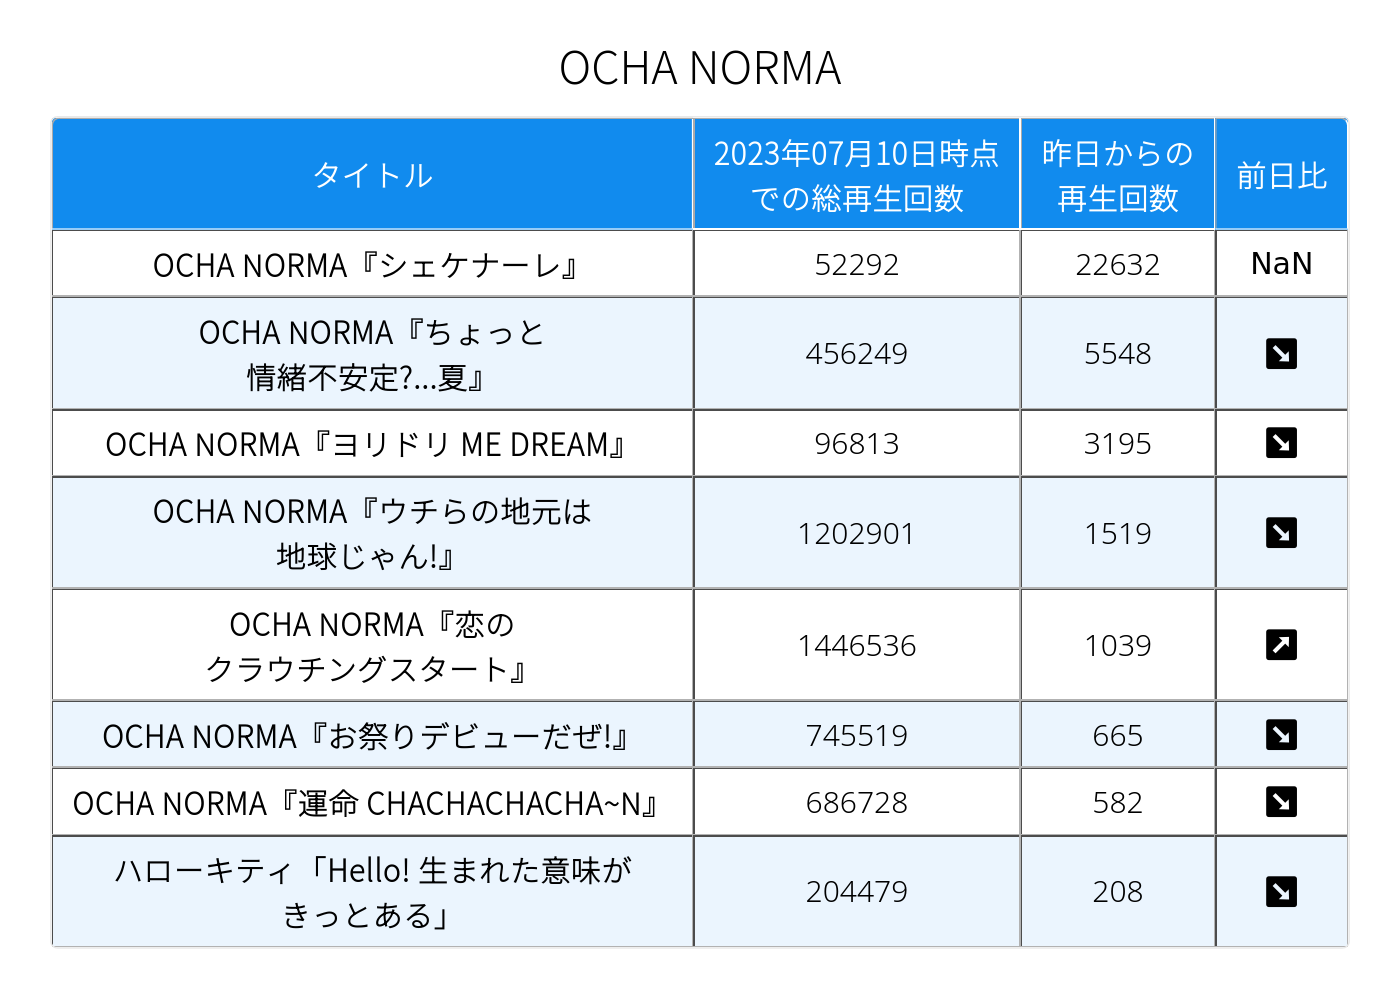 OCHA NORMA
タイトル
2023年07月10日時点
での総再生回数
昨日からの
再生回数
前日比
OCHA NORMA『シェケナーレ』
52292
22632
NaN
OCHA NORMA『ちょっと
情緒不安定?...夏』
456249
5548
OCHA NORMA『ヨリドリ ME DREAM』
96813
3195
OCHA NORMA『ウチらの地元は
地球じゃん!』
1202901
1519
OCHA NORMA『恋の
クラウチングスタート』
1446536
1039
OCHA NORMA『お祭りデビューだぜ!』
745519
665
OCHA NORMA『運命 CHACHACHACHA~N』
686728
582
ハローキティ「Hello! 生まれた意味が
きっとある」
204479
208